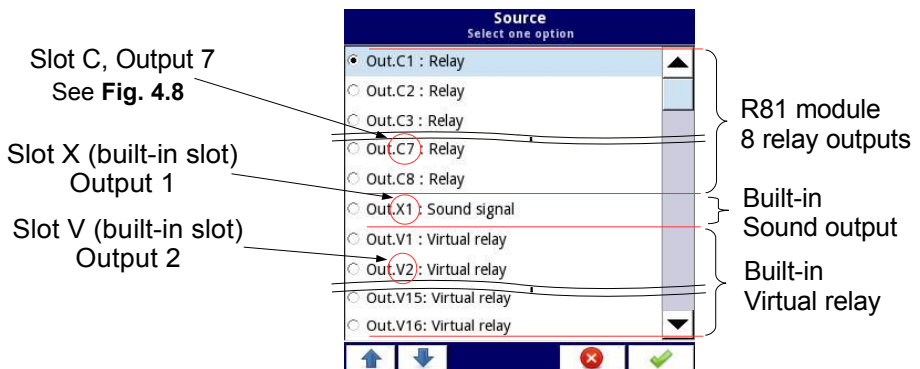 Source
Select one option
Out.C1 : Relay
Out.C2 : Relay
Out.C3 : Relay
Out.C7 : Relay
Out.C8 : Relay
Out.X1 : Sound signal
Out.V1 : Virtual relay
Out.V2 : Virtual relay
Out.V15: Virtual relay
Out.V16: Virtual relay
Slot C, Output 7
See Fig. 4.8
Slot X (built-in slot)
Output 1
Slot V (built-in slot)
Output 2
R81 module
8 relay outputs
Built-in
Sound output
Built-in
Virtual relay